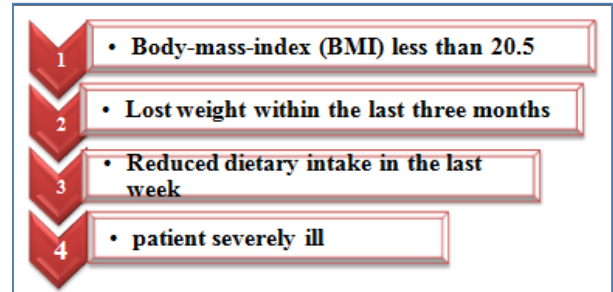 1 • Body-mass-index (BMI) less than 20.5
2 • Lost weight within the last three months
3 • Reduced dietary intake in the last
week
4 • patient severely ill